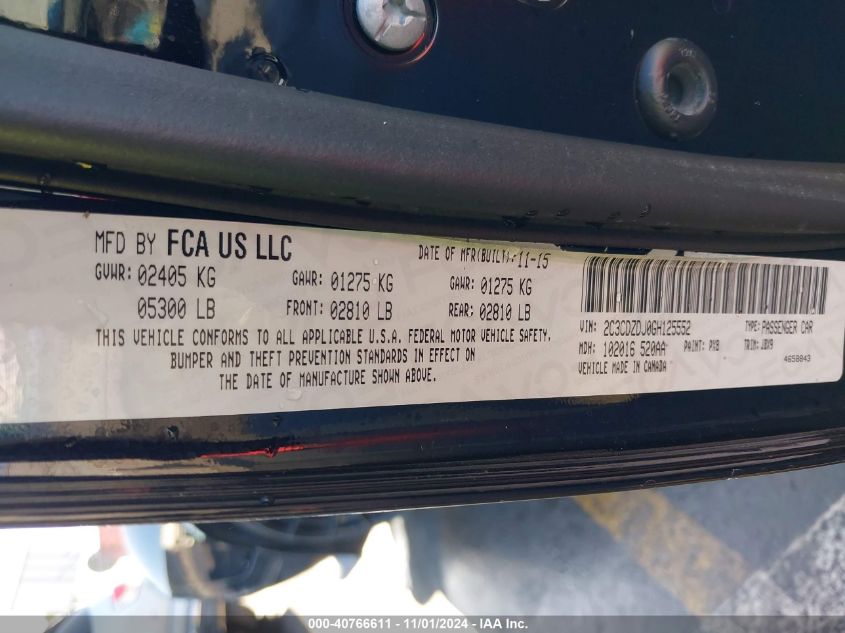 MFD BY FCA US LLC
DATE OF MFR(BUILT): 11-15
GVWR: 02405 KG GAWR: 01275 KG GAWR: 01275 KG
05300 LB FRONT: 02810 LB REAR: 02810 LB
THIS VEHICLE CONFORMS TO ALL APPLICABLE U.S.A. FEDERAL MOTOR VEHICLE SAFETY,
BUMPER AND THEFT PREVENTION STANDARDS IN EFFECT ON
THE DATE OF MANUFACTURE SHOWN ABOVE.
VIN: 2C3CDZDJ0GH125552 TYPE: PASSENGER CAR
MDH: 102016 520AA PAINT: PX8 TRIM: JBX9
VEHICLE MADE IN CANADA 4658843
000-40766611 - 11/01/2024 - IAA Inc.